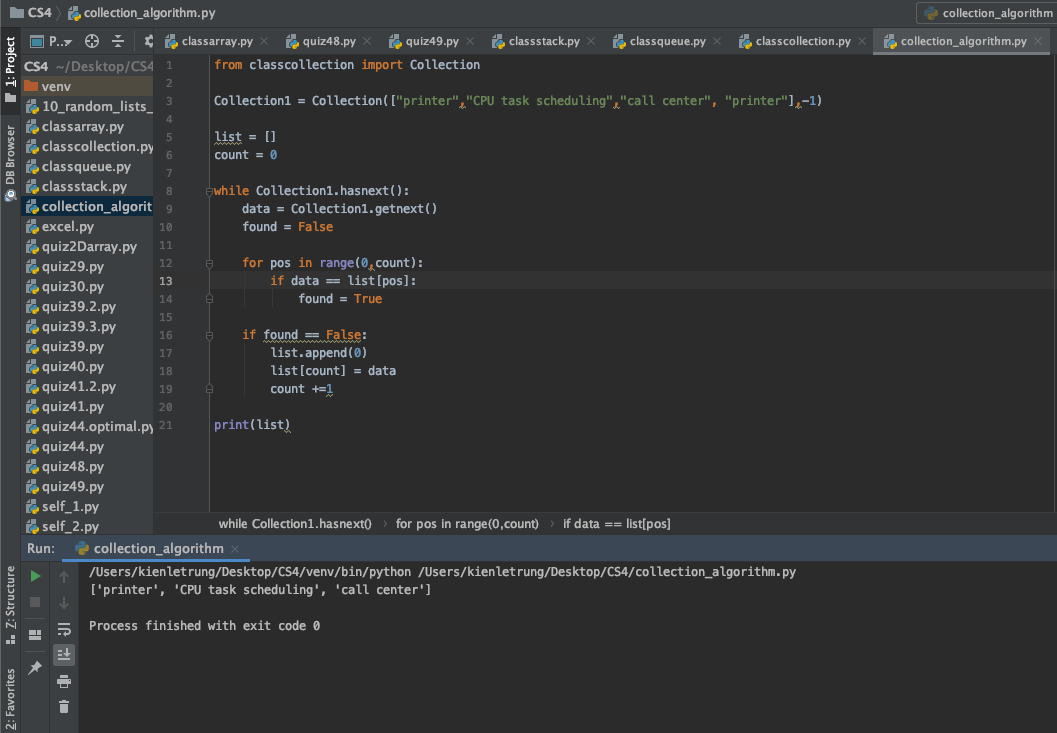 CS4 collection_algorithm.py collection_algorithm
1: Project
DB Browser
Z: Structure
2: Favorites
P.. classarray.py quiz48.py quiz49.py classstack.py classqueue.py classcollection.py collection_algorithm.py
CS4 ~/Desktop/CS4
venv
10_random_lists_
classarray.py
classcollection.py
classqueue.py
classstack.py
collection_algorit
excel.py
quiz2Darray.py
quiz29.py
quiz30.py
quiz39.2.py
quiz39.3.py
quiz39.py
quiz40.py
quiz41.2.py
quiz41.py
quiz44.optimal.py
quiz44.py
quiz48.py
quiz49.py
self_1.py
self_2.py
1 from classcollection import Collection
2
3 Collection1 = Collection(["printer","CPU task scheduling","call center", "printer"],-1)
4
5 list = []
6 count = 0
7
8 while Collection1.hasnext():
9 data = Collection1.getnext()
10 found = False
11
12 for pos in range(0,count):
13 if data == list[pos]:
14 found = True
15
16 if found == False:
17 list.append(0)
18 list[count] = data
19 count +=1
20
21 print(list)
while Collection1.hasnext() › for pos in range(0,count) › if data == list[pos]
Run: collection_algorithm
/Users/kienletrung/Desktop/CS4/venv/bin/python /Users/kienletrung/Desktop/CS4/collection_algorithm.py
['printer', 'CPU task scheduling', 'call center']
Process finished with exit code 0